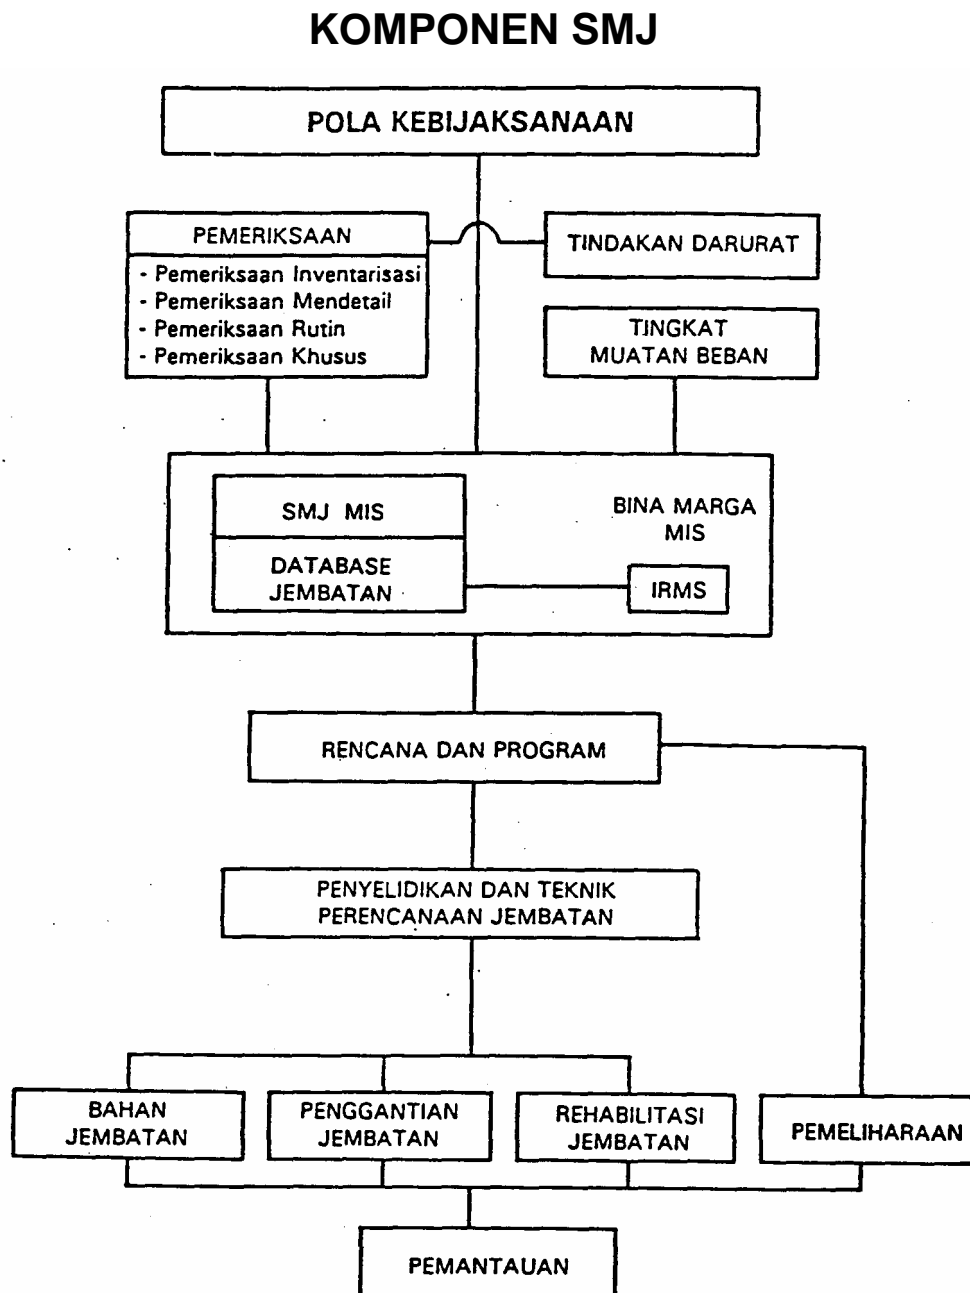 KOMPONEN SMJ
POLA KEBIJAKSANAAN
PEMERIKSAAN
- Pemeriksaan Inventarisasi
- Pemeriksaan Mendetail
- Pemeriksaan Rutin
- Pemeriksaan Khusus
TINDAKAN DARURAT
TINGKAT
MUATAN BEBAN
SMJ MIS
DATABASE
JEMBATAN
BINA MARGA
MIS
IRMS
RENCANA DAN PROGRAM
PENYELIDIKAN DAN TEKNIK
PERENCANAAN JEMBATAN
BAHAN
JEMBATAN
PENGGANTIAN
JEMBATAN
REHABILITASI
JEMBATAN
PEMELIHARAAN
PEMANTAUAN